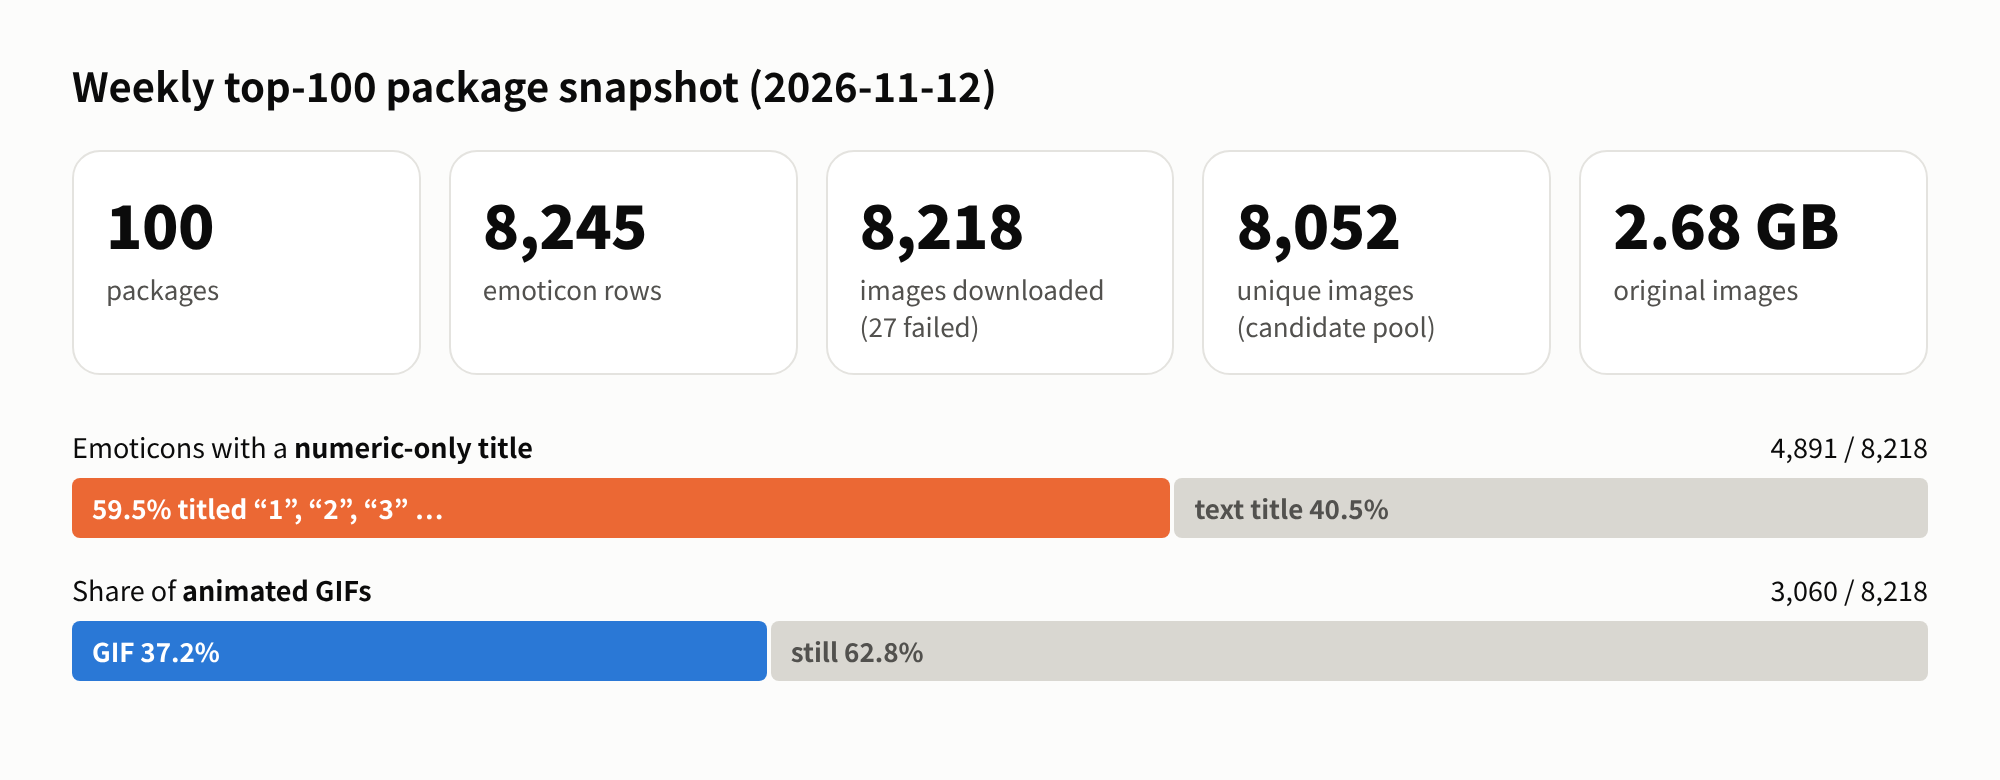 Weekly top-100 package snapshot (2026-11-12)
100
packages
8,245
emoticon rows
8,218
images downloaded
(27 failed)
8,052
unique images
(candidate pool)
2.68 GB
original images
Emoticons with a numeric-only title
4,891 / 8,218
59.5% titled “1”, “2”, “3” …
text title 40.5%
Share of animated GIFs
3,060 / 8,218
GIF 37.2%
still 62.8%